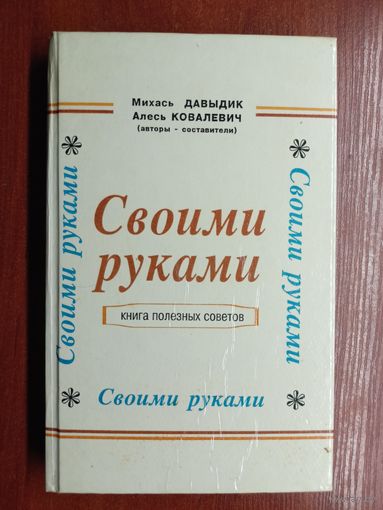 Михась ДАВЫДИК
Алесь КОВАЛЕВИЧ
(авторы - составители)
Своими руками
Своими руками
Своими
руками
книга полезных советов
Своими руками